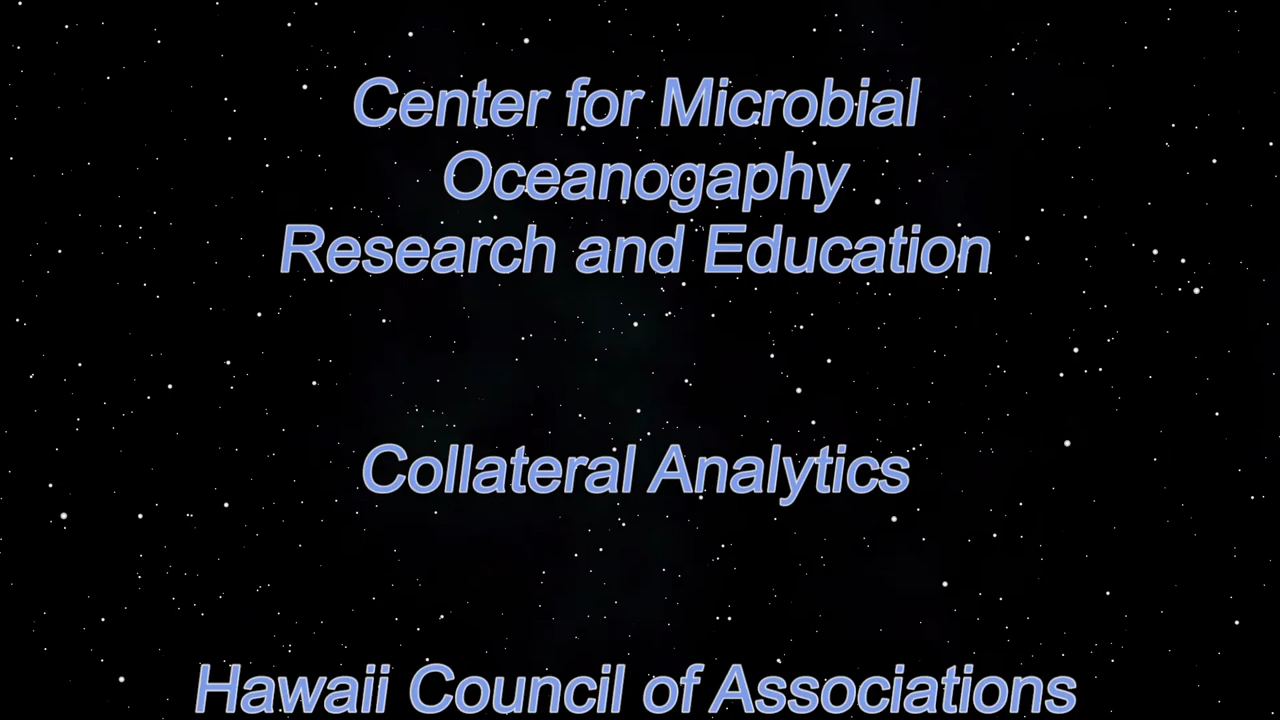 Center for Microbial
Oceanogaphy
Research and Education
Collateral Analytics
Hawaii Council of Associations